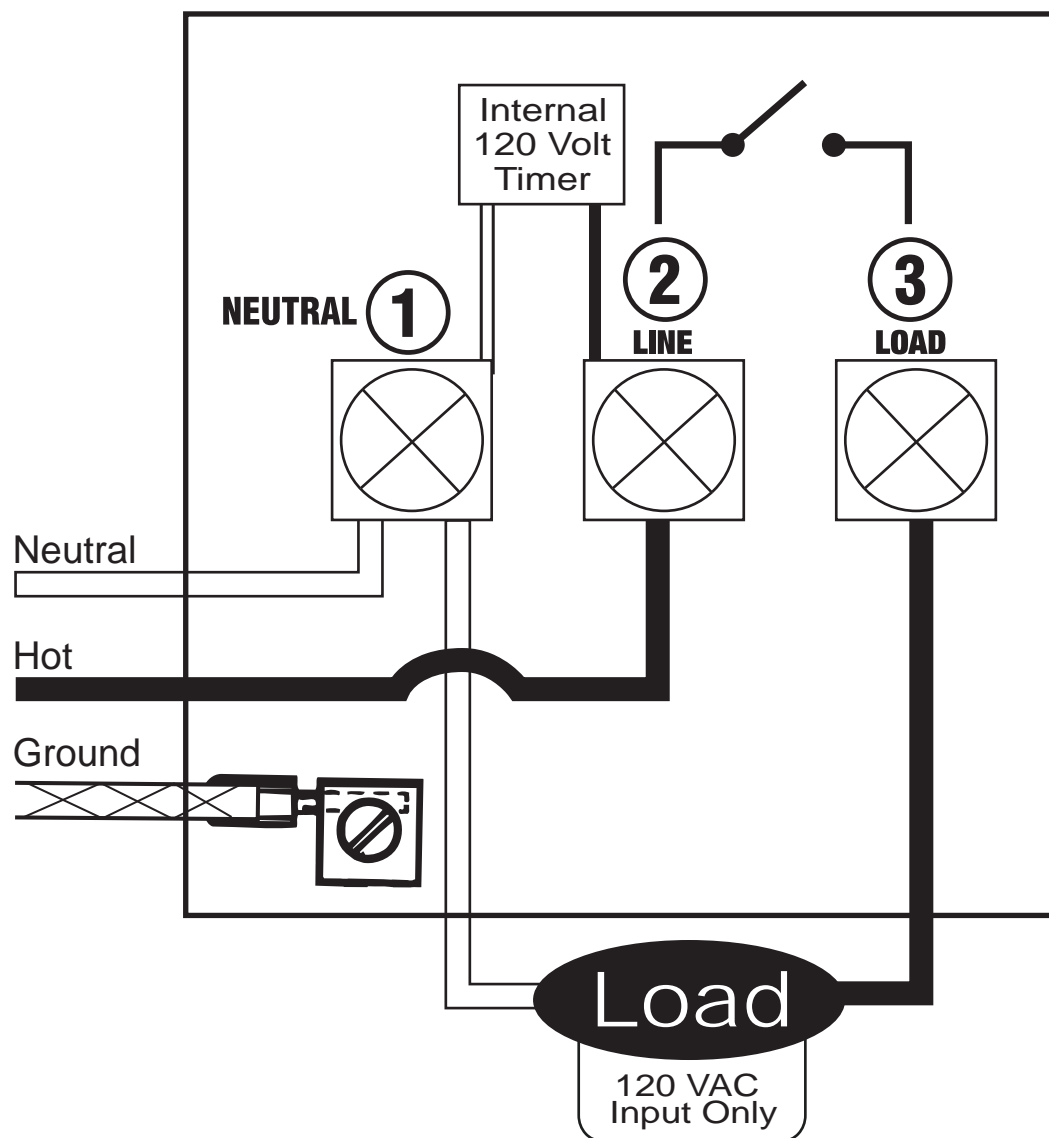 Internal
120 Volt
Timer
NEUTRAL 1
2
LINE
3
LOAD
Neutral
Hot
Ground
Load
120 VAC
Input Only